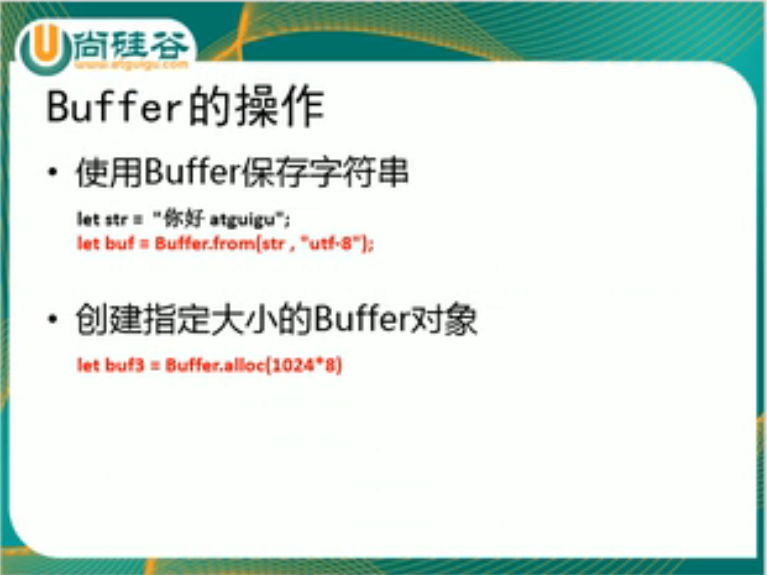 尚硅谷
www.atguigu.com
Buffer的操作
• 使用Buffer保存字符串
let str = "你好 atguigu";
let buf = Buffer.from(str , "utf-8");
• 创建指定大小的Buffer对象
let buf3 = Buffer.alloc(1024*8)